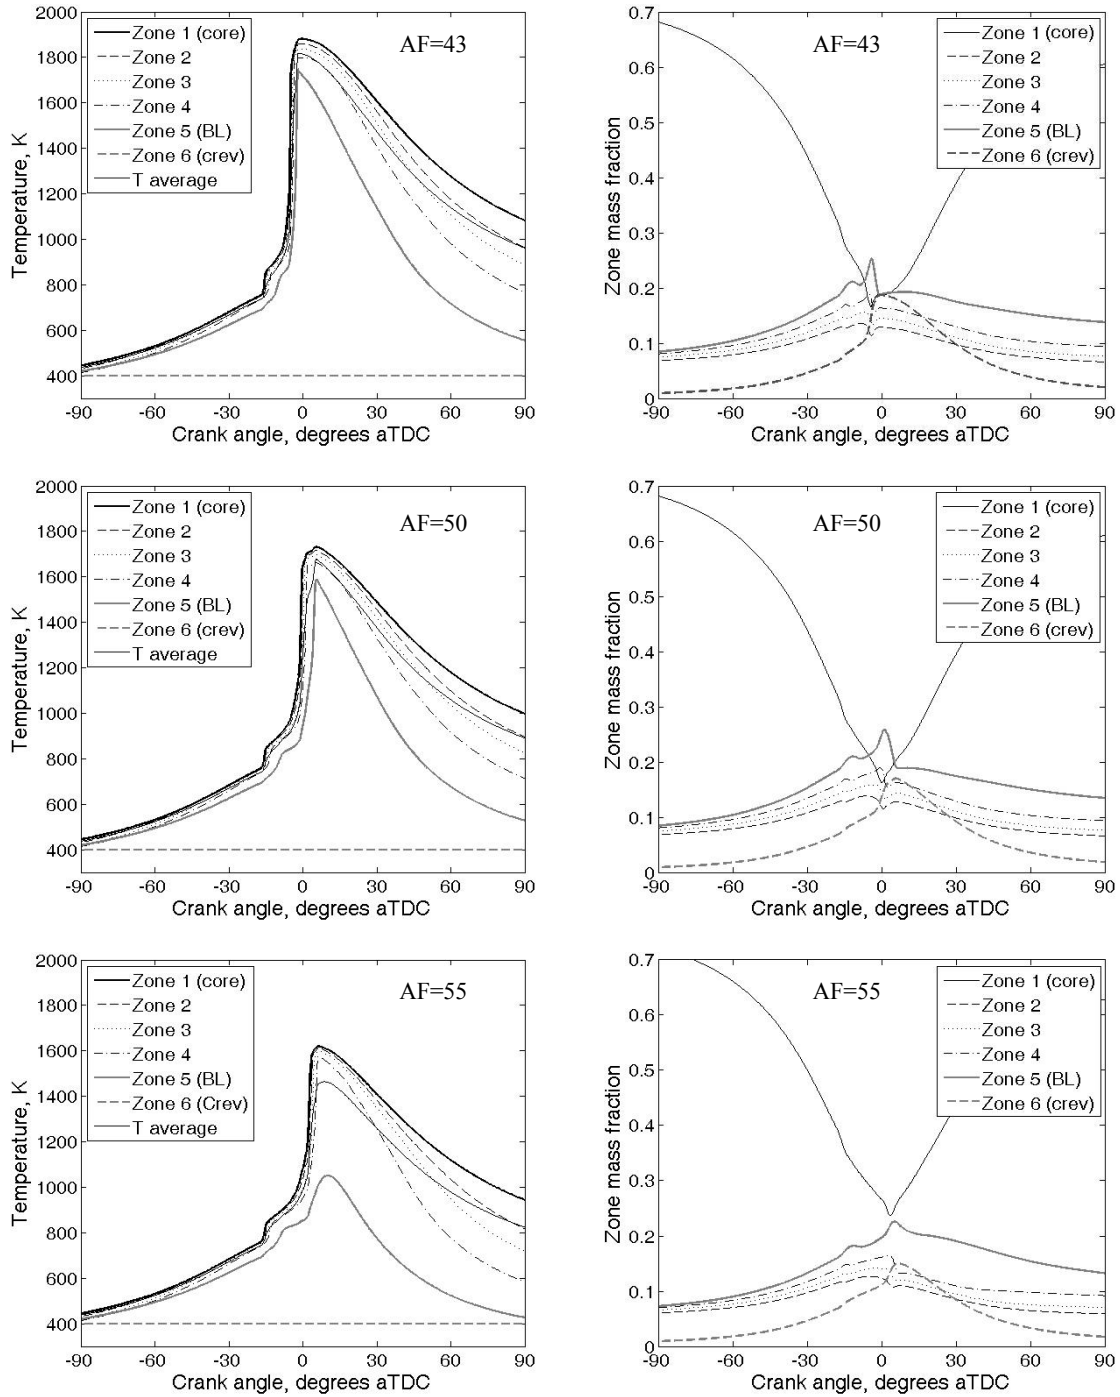 AF=43
Temperature, K
2000
1800
1600
1400
1200
1000
800
600
400
Zone 1 (core)
Zone 2
Zone 3
Zone 4
Zone 5 (BL)
Zone 6 (crev)
T average
-90 -60 -30 0 30 60 90
Crank angle, degrees aTDC
AF=43
Zone mass fraction
0.7
0.6
0.5
0.4
0.3
0.2
0.1
0
Zone 1 (core)
Zone 2
Zone 3
Zone 4
Zone 5 (BL)
Zone 6 (crev)
-90 -60 -30 0 30 60 90
Crank angle, degrees aTDC
AF=50
Temperature, K
2000
1800
1600
1400
1200
1000
800
600
400
Zone 1 (core)
Zone 2
Zone 3
Zone 4
Zone 5 (BL)
Zone 6 (crev)
T average
-90 -60 -30 0 30 60 90
Crank angle, degrees aTDC
AF=50
Zone mass fraction
0.7
0.6
0.5
0.4
0.3
0.2
0.1
0
Zone 1 (core)
Zone 2
Zone 3
Zone 4
Zone 5 (BL)
Zone 6 (crev)
-90 -60 -30 0 30 60 90
Crank angle, degrees aTDC
AF=55
Temperature, K
2000
1800
1600
1400
1200
1000
800
600
400
Zone 1 (core)
Zone 2
Zone 3
Zone 4
Zone 5 (BL)
Zone 6 (Crev)
T average
-90 -60 -30 0 30 60 90
Crank angle, degrees aTDC
AF=55
Zone mass fraction
0.7
0.6
0.5
0.4
0.3
0.2
0.1
0
Zone 1 (core)
Zone 2
Zone 3
Zone 4
Zone 5 (BL)
Zone 6 (crev)
-90 -60 -30 0 30 60 90
Crank angle, degrees aTDC